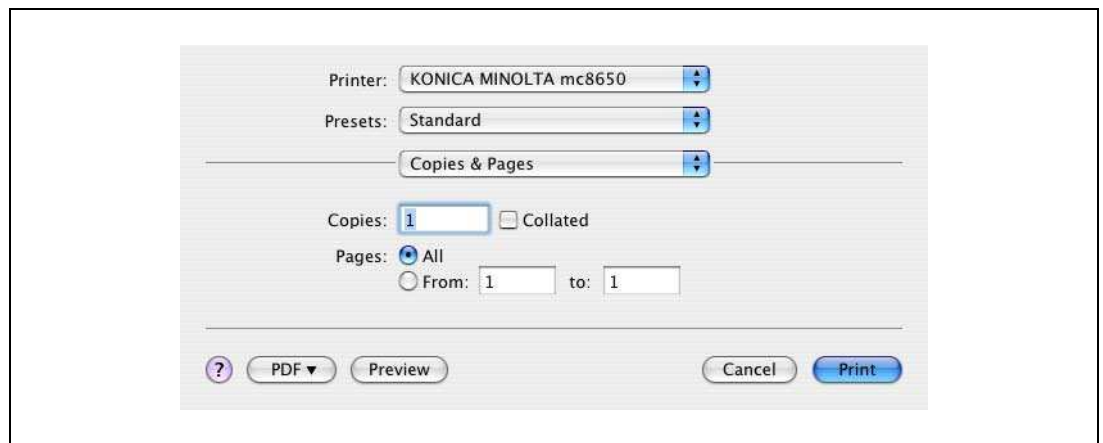 Printer: KONICA MINOLTA mc8650
Presets: Standard
Copies & Pages
Copies: 1 Collated
Pages: All
From: 1 to: 1
? PDF ▼ Preview Cancel Print